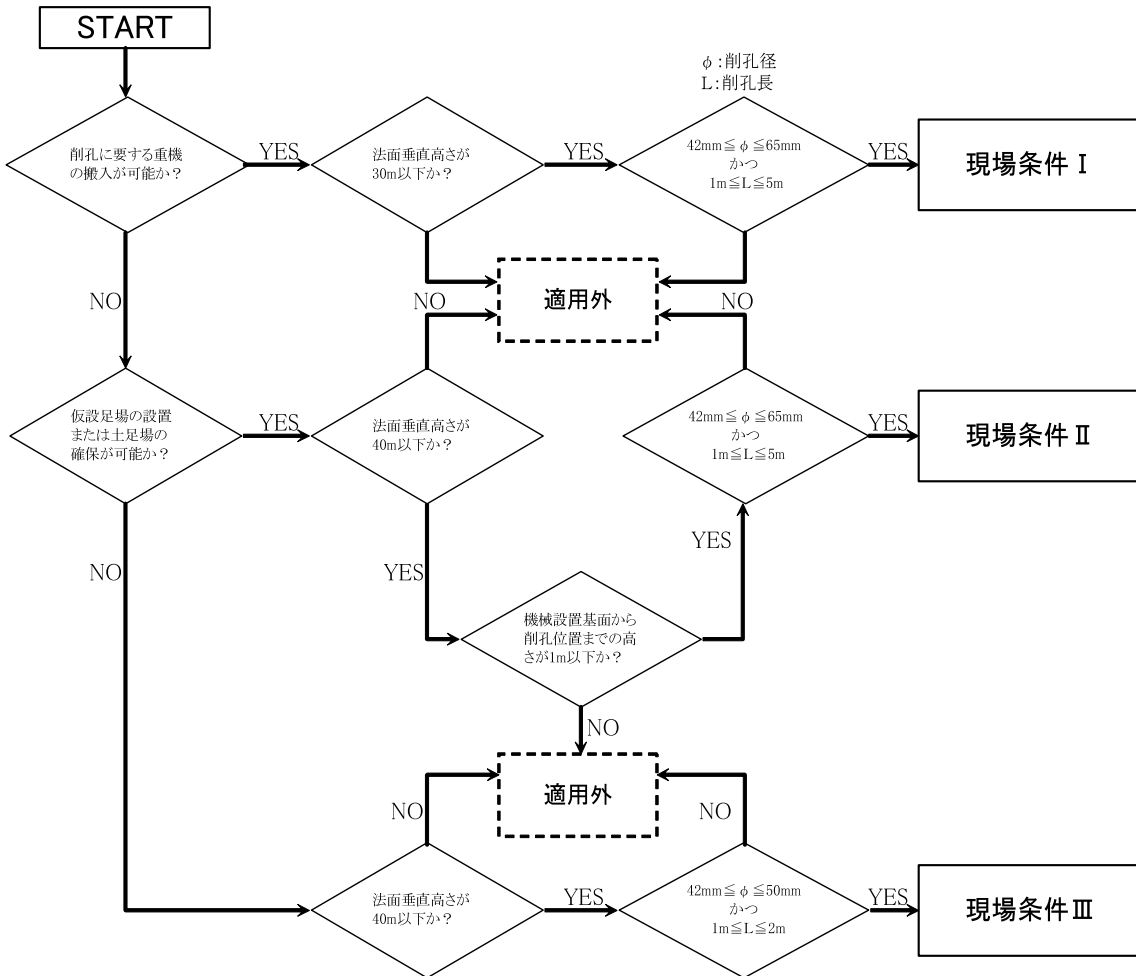 START
φ:削孔径
L:削孔長
削孔に要する重機
の搬入が可能か?
YES
法面垂直高さが
30m以下か?
YES
42mm≦φ≦65mm
かつ
1m≦L≦5m
YES
現場条件Ⅰ
NO
適用外
NO
NO
仮設足場の設置
または土足場の
確保が可能か?
YES
法面垂直高さが
40m以下か?
42mm≦φ≦65mm
かつ
1m≦L≦5m
YES
現場条件Ⅱ
NO
YES
YES
機械設置基面から
削孔位置までの高
さが1m以下か?
NO
適用外
NO
NO
法面垂直高さが
40m以下か?
YES
42mm≦φ≦50mm
かつ
1m≦L≦2m
YES
現場条件Ⅲ